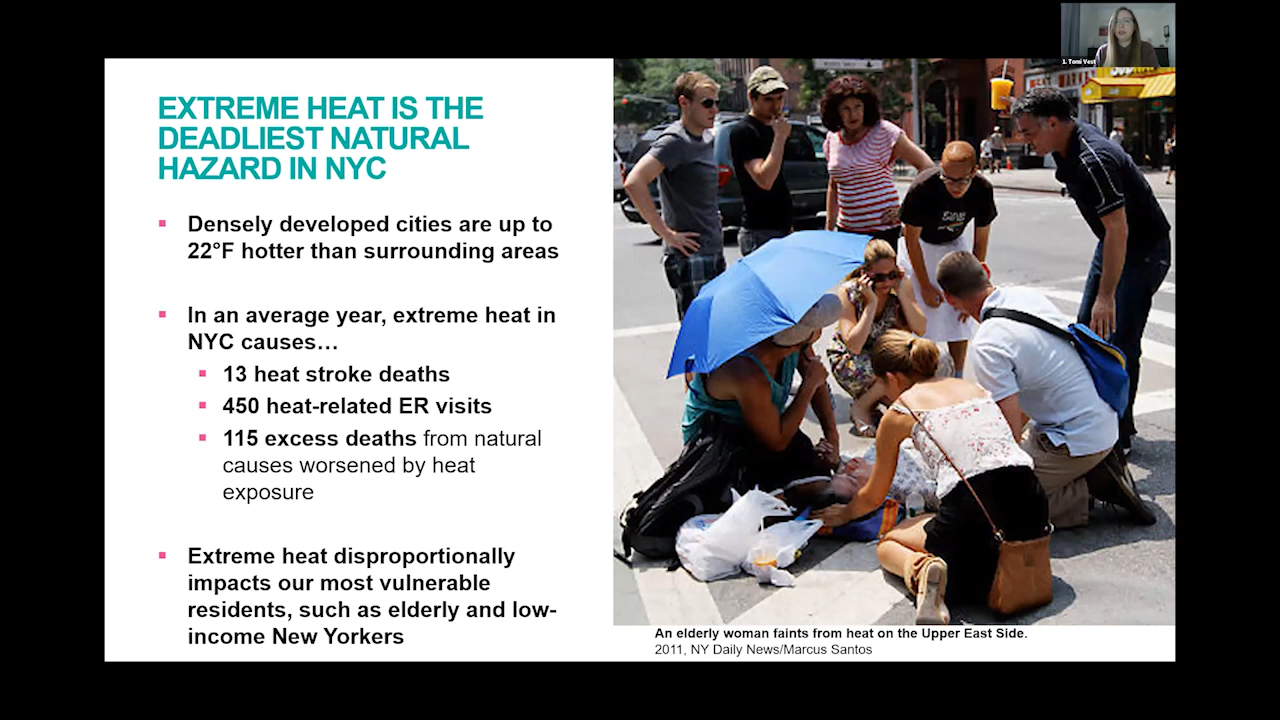 1. Tomi Vest
EXTREME HEAT IS THE
DEADLIEST NATURAL
HAZARD IN NYC
▪ Densely developed cities are up to
22°F hotter than surrounding areas
▪ In an average year, extreme heat in
NYC causes…
▪ 13 heat stroke deaths
▪ 450 heat-related ER visits
▪ 115 excess deaths from natural
causes worsened by heat
exposure
▪ Extreme heat disproportionally
impacts our most vulnerable
residents, such as elderly and low-
income New Yorkers
An elderly woman faints from heat on the Upper East Side.
2011, NY Daily News/Marcus Santos